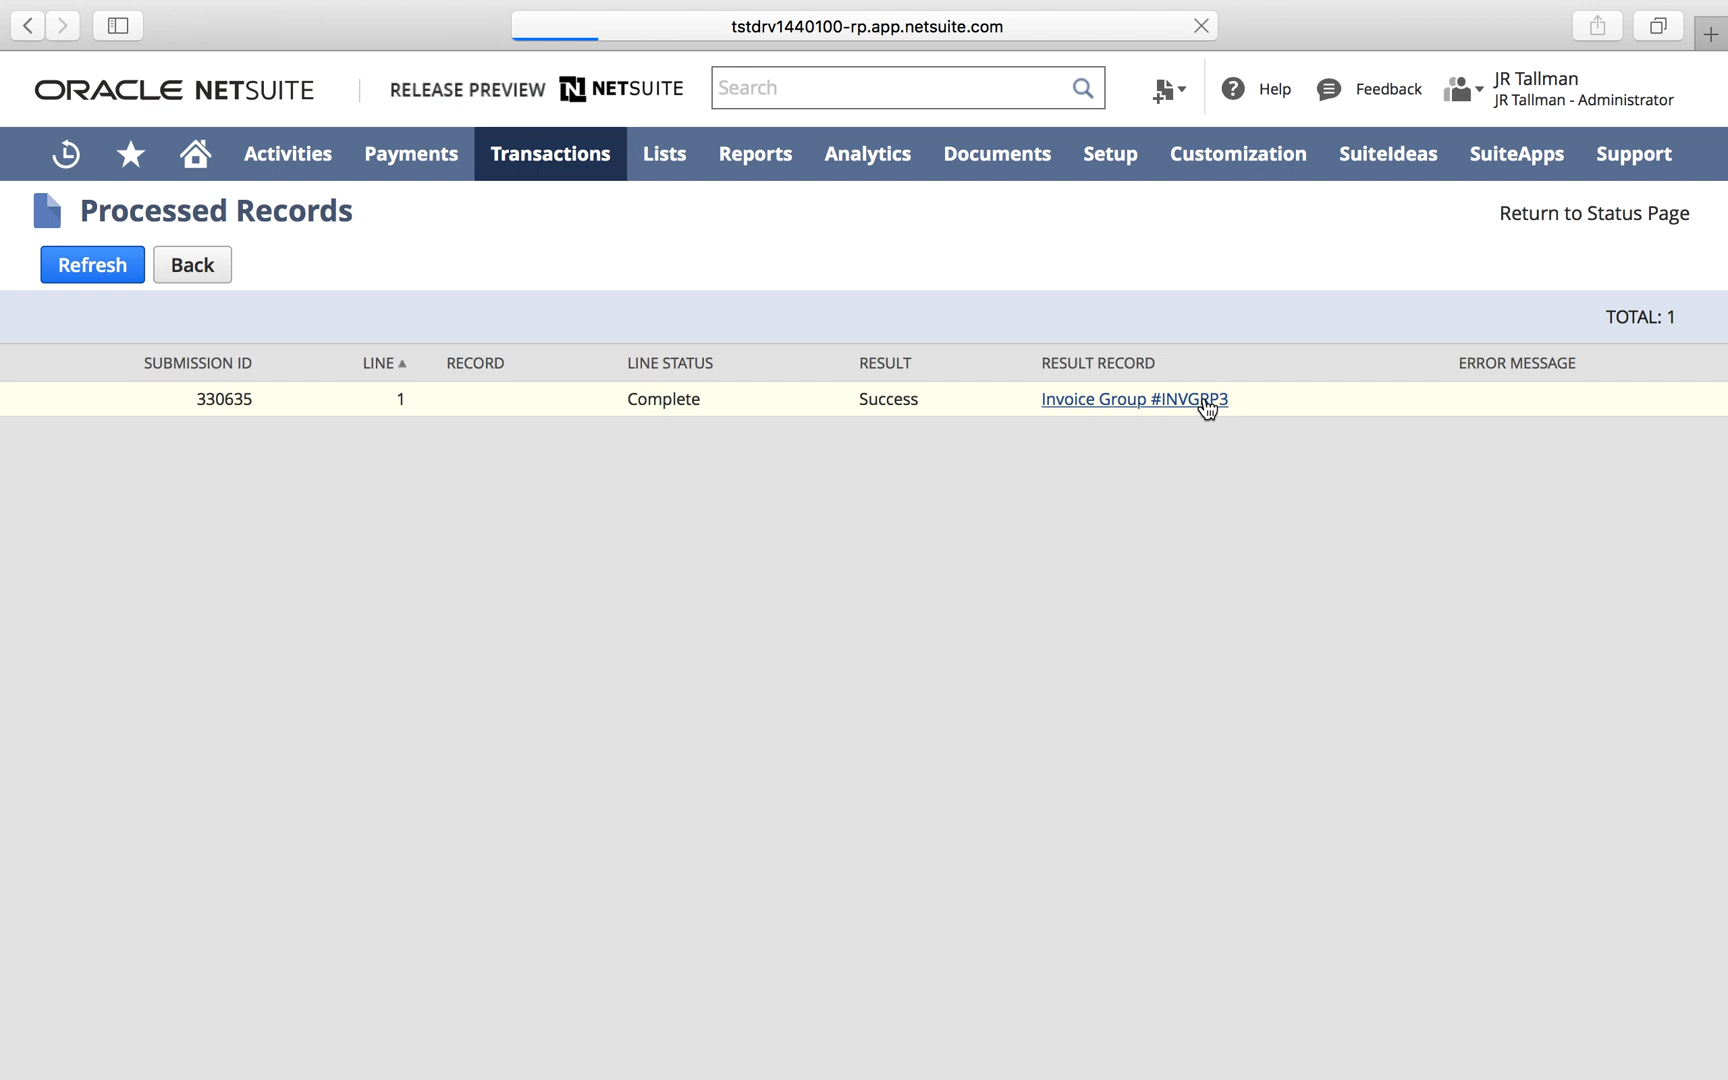 tstdrv1440100-rp.app.netsuite.com
ORACLE NETSUITE
RELEASE PREVIEW
N NETSUITE
Search
Help
Feedback
JR Tallman
JR Tallman - Administrator
Activities Payments Transactions Lists Reports Analytics Documents Setup Customization SuiteIdeas SuiteApps Support
Processed Records
Return to Status Page
Refresh Back
TOTAL: 1
SUBMISSION ID LINE RECORD LINE STATUS RESULT RESULT RECORD ERROR MESSAGE
330635 1 Complete Success Invoice Group #INVGRP3